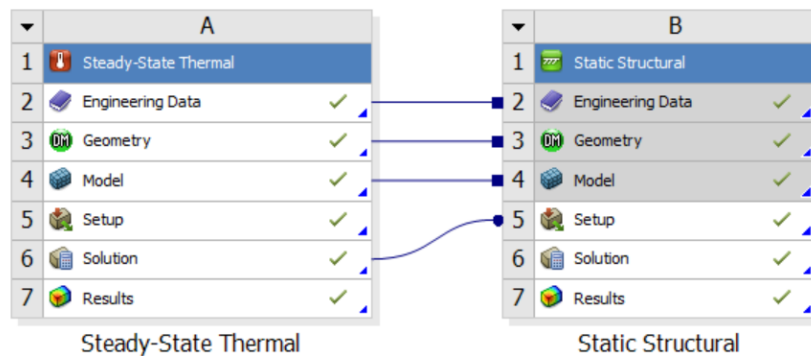 A
1 Steady-State Thermal
2 Engineering Data
3 DM Geometry
4 Model
5 Setup
6 Solution
7 Results
Steady-State Thermal
B
1 Static Structural
2 Engineering Data
3 DM Geometry
4 Model
5 Setup
6 Solution
7 Results
Static Structural